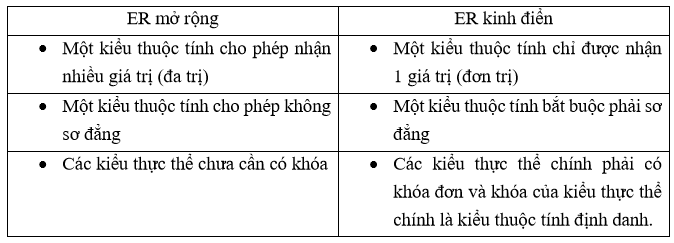 ER mở rộng
ER kinh điển
• Một kiểu thuộc tính cho phép nhận
nhiều giá trị (đa trị)
• Một kiểu thuộc tính chỉ được nhận
1 giá trị (đơn trị)
• Một kiểu thuộc tính cho phép không
sơ đẳng
• Một kiểu thuộc tính bắt buộc phải sơ
đẳng
• Các kiểu thực thể chưa cần có khóa
• Các kiểu thực thể chính phải có
khóa đơn và khóa của kiểu thực thể
chính là kiểu thuộc tính định danh.